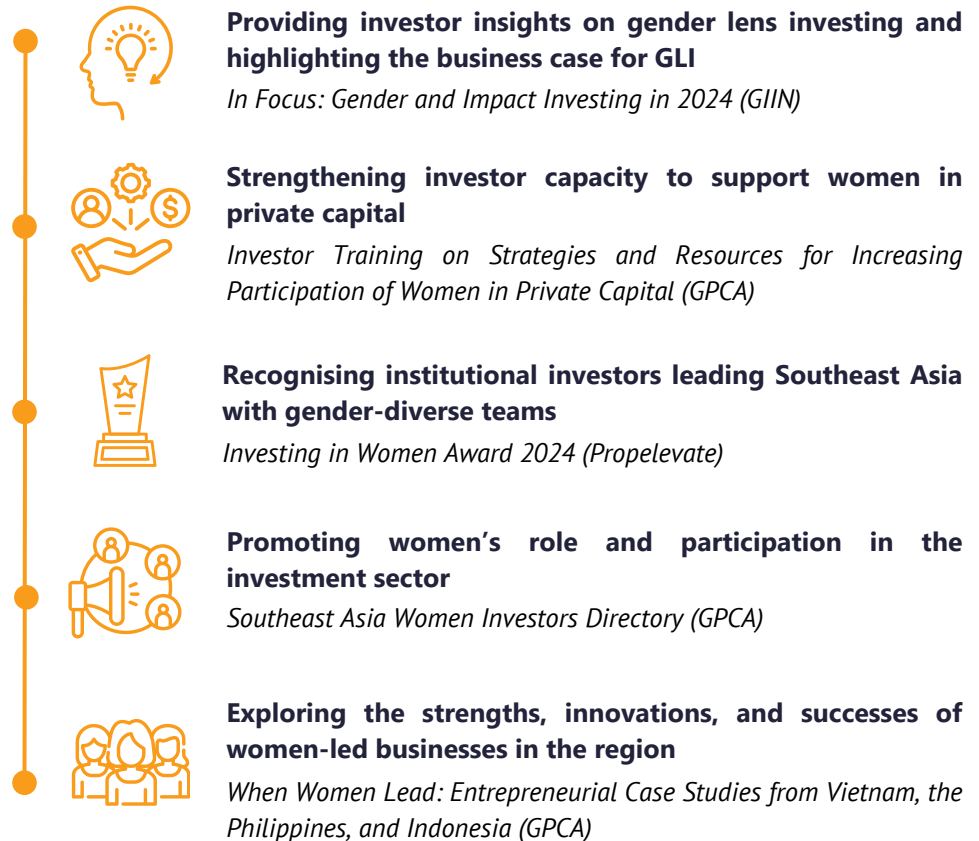 Providing investor insights on gender lens investing and
highlighting the business case for GLI
In Focus: Gender and Impact Investing in 2024 (GIIN)
Strengthening investor capacity to support women in
private capital
Investor Training on Strategies and Resources for Increasing
Participation of Women in Private Capital (GPCA)
Recognising institutional investors leading Southeast Asia
with gender-diverse teams
Investing in Women Award 2024 (Propelevate)
Promoting women’s role and participation in the
investment sector
Southeast Asia Women Investors Directory (GPCA)
Exploring the strengths, innovations, and successes of
women-led businesses in the region
When Women Lead: Entrepreneurial Case Studies from Vietnam, the
Philippines, and Indonesia (GPCA)